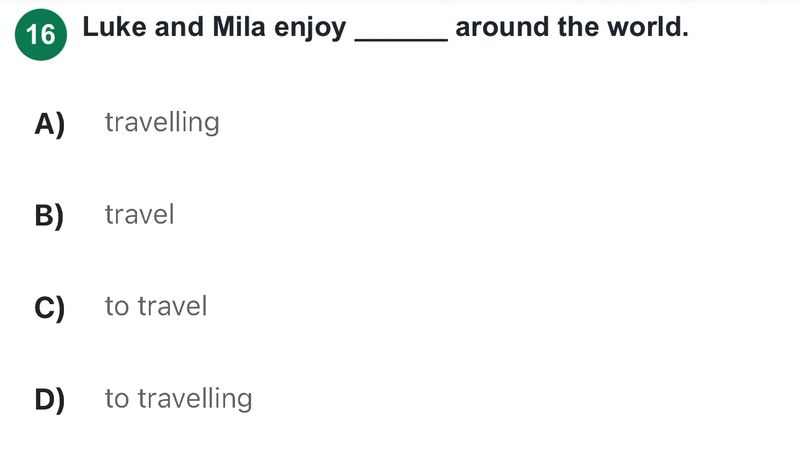 16 Luke and Mila enjoy ______ around the world.
A) travelling
B) travel
C) to travel
D) to travelling